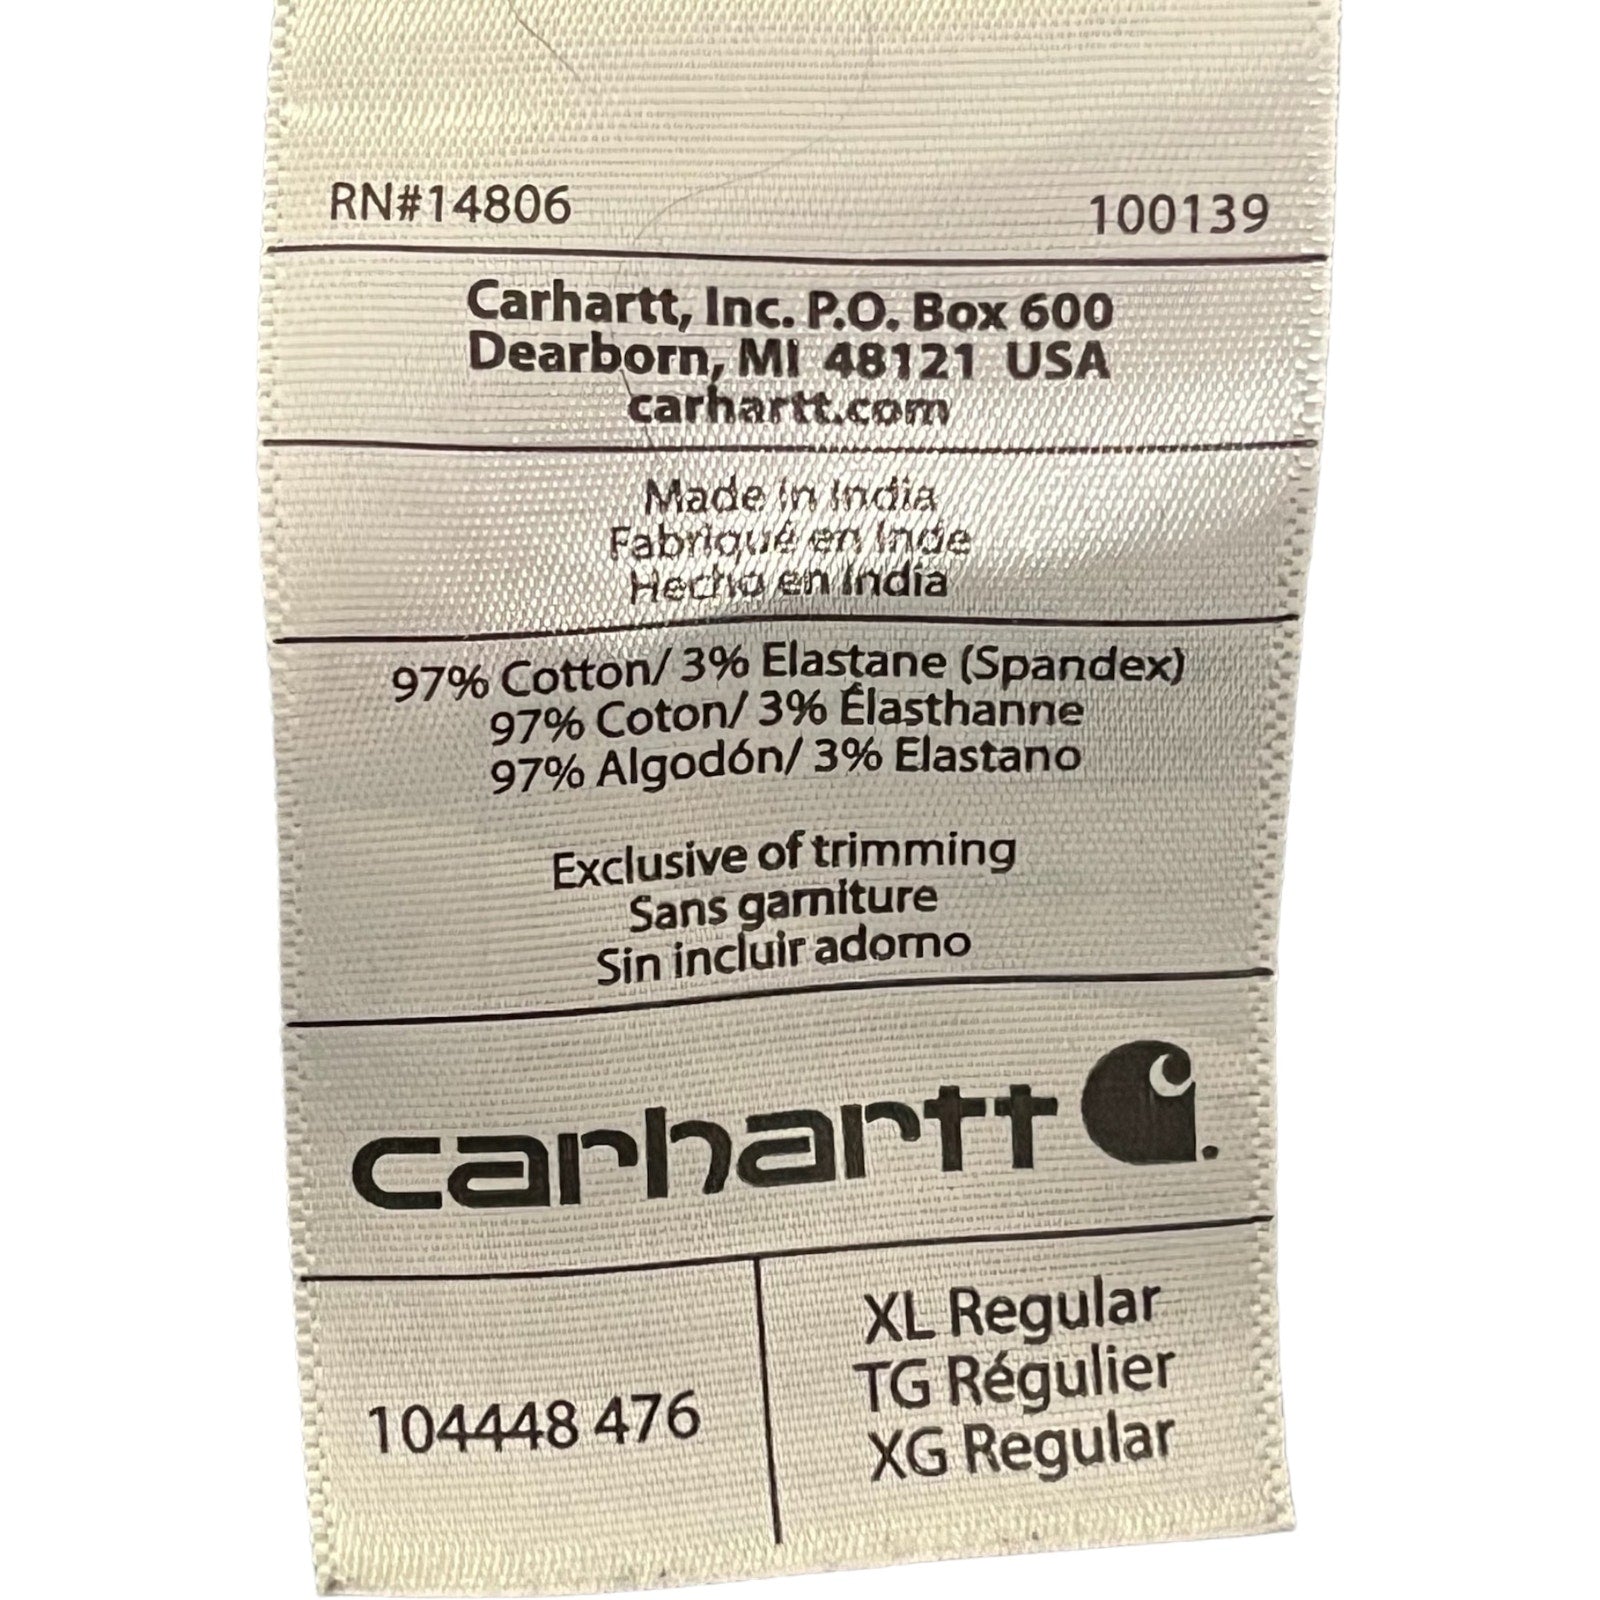 RN#14806 100139
Carhartt, Inc. P.O. Box 600
Dearborn, MI 48121 USA
carhartt.com
Made in India
Fabriqué en Inde
Hecho en India
97% Cotton/ 3% Elastane (Spandex)
97% Coton/ 3% Élasthanne
97% Algodón/ 3% Elastano
Exclusive of trimming
Sans garniture
Sin incluir adorno
carhartt
104448 476
XL Regular
TG Régulier
XG Regular